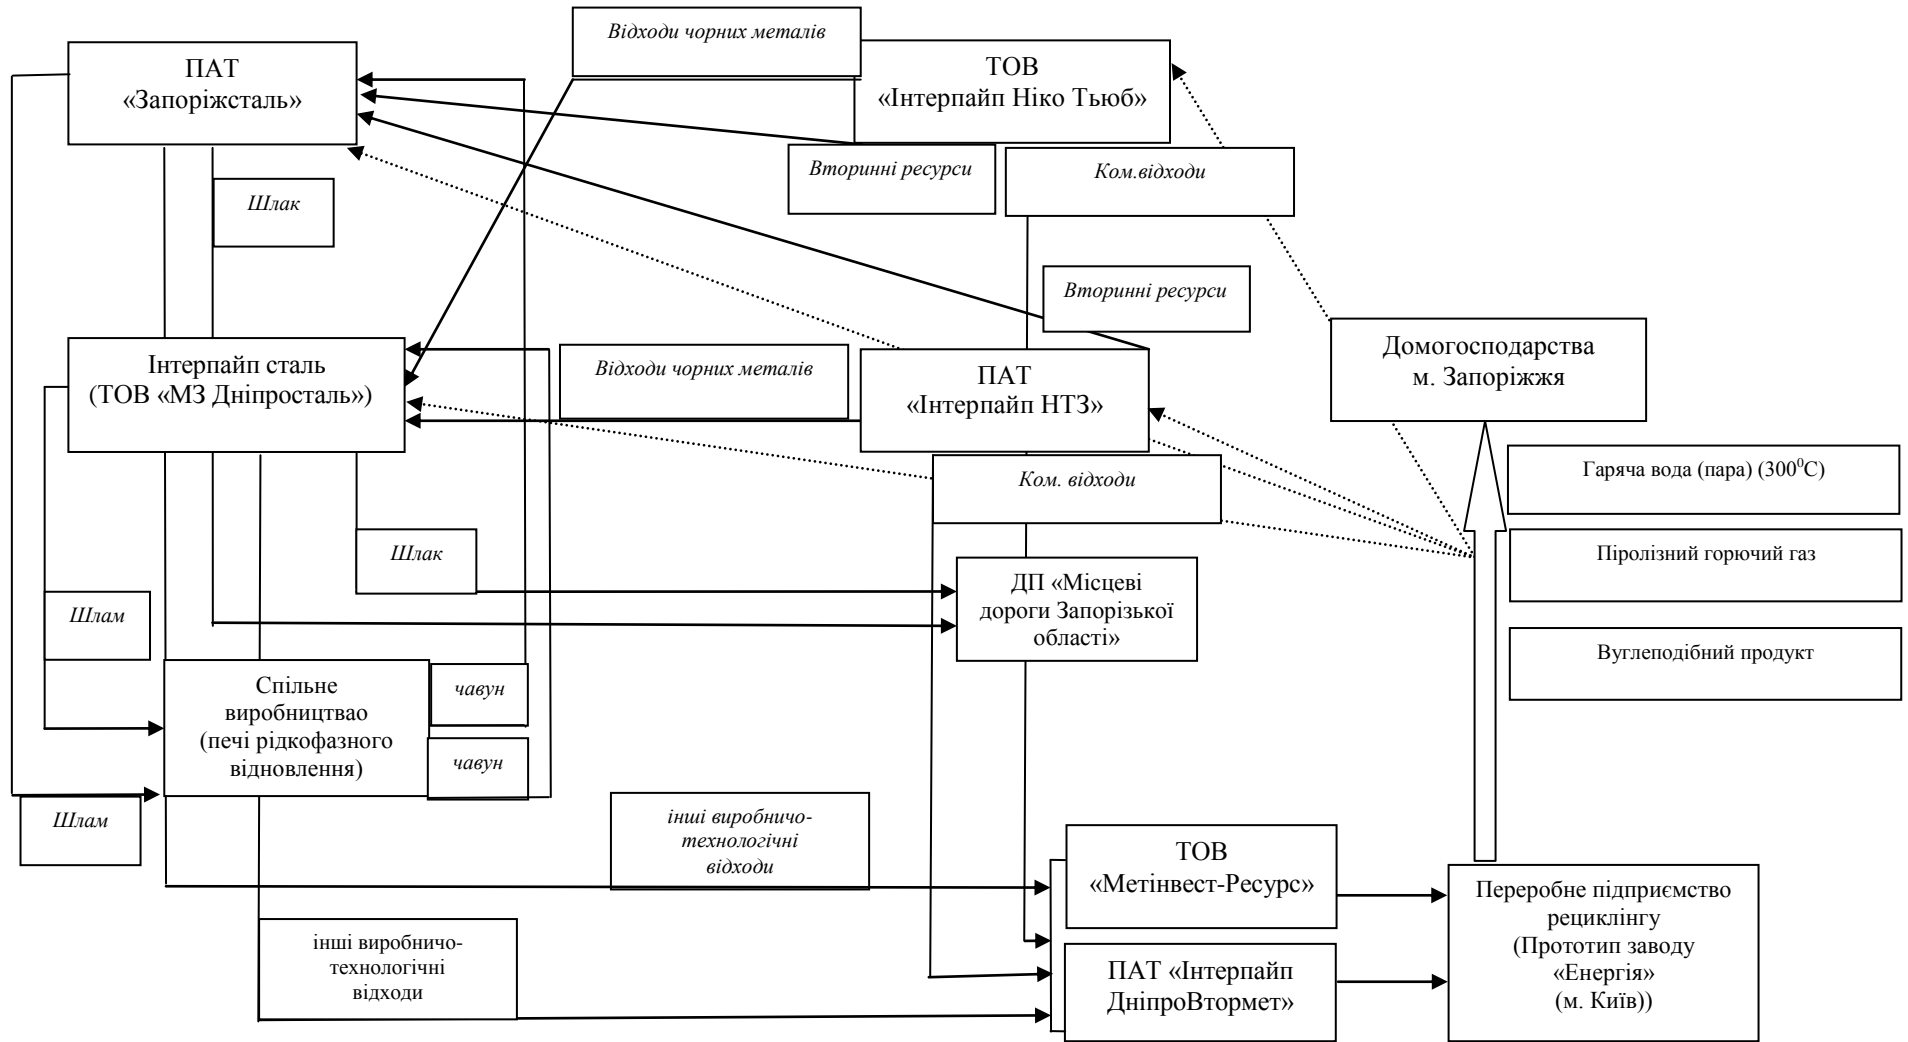 Відходи чорних металів
ПАТ
«Запоріжсталь»
ТОВ
«Інтерпайп Ніко Тьюб»
Вторинні ресурси
Ком.відходи
Шлак
Вторинні ресурси
Інтерпайп сталь
(ТОВ «МЗ Дніпросталь»)
Відходи чорних металів
ПАТ
«Інтерпайп НТЗ»
Домогосподарства
м. Запоріжжя
Ком. відходи
Гаряча вода (пара) (300⁰С)
Шлак
Піролізний горючий газ
ДП «Місцеві
дороги Запорізької
області»
Шлам
Вуглеподібний продукт
Спільне
виробництвао
(печі рідкофазного
відновлення)
чавун
чавун
Шлам
інші виробничо-
технологічні
відходи
ТОВ
«Метінвест-Ресурс»
Переробне підприємство
рециклінгу
(Прототип заводу
«Енергія»
(м. Київ))
інші виробничо-
технологічні
відходи
ПАТ «Інтерпайп
ДніпроВтормет»